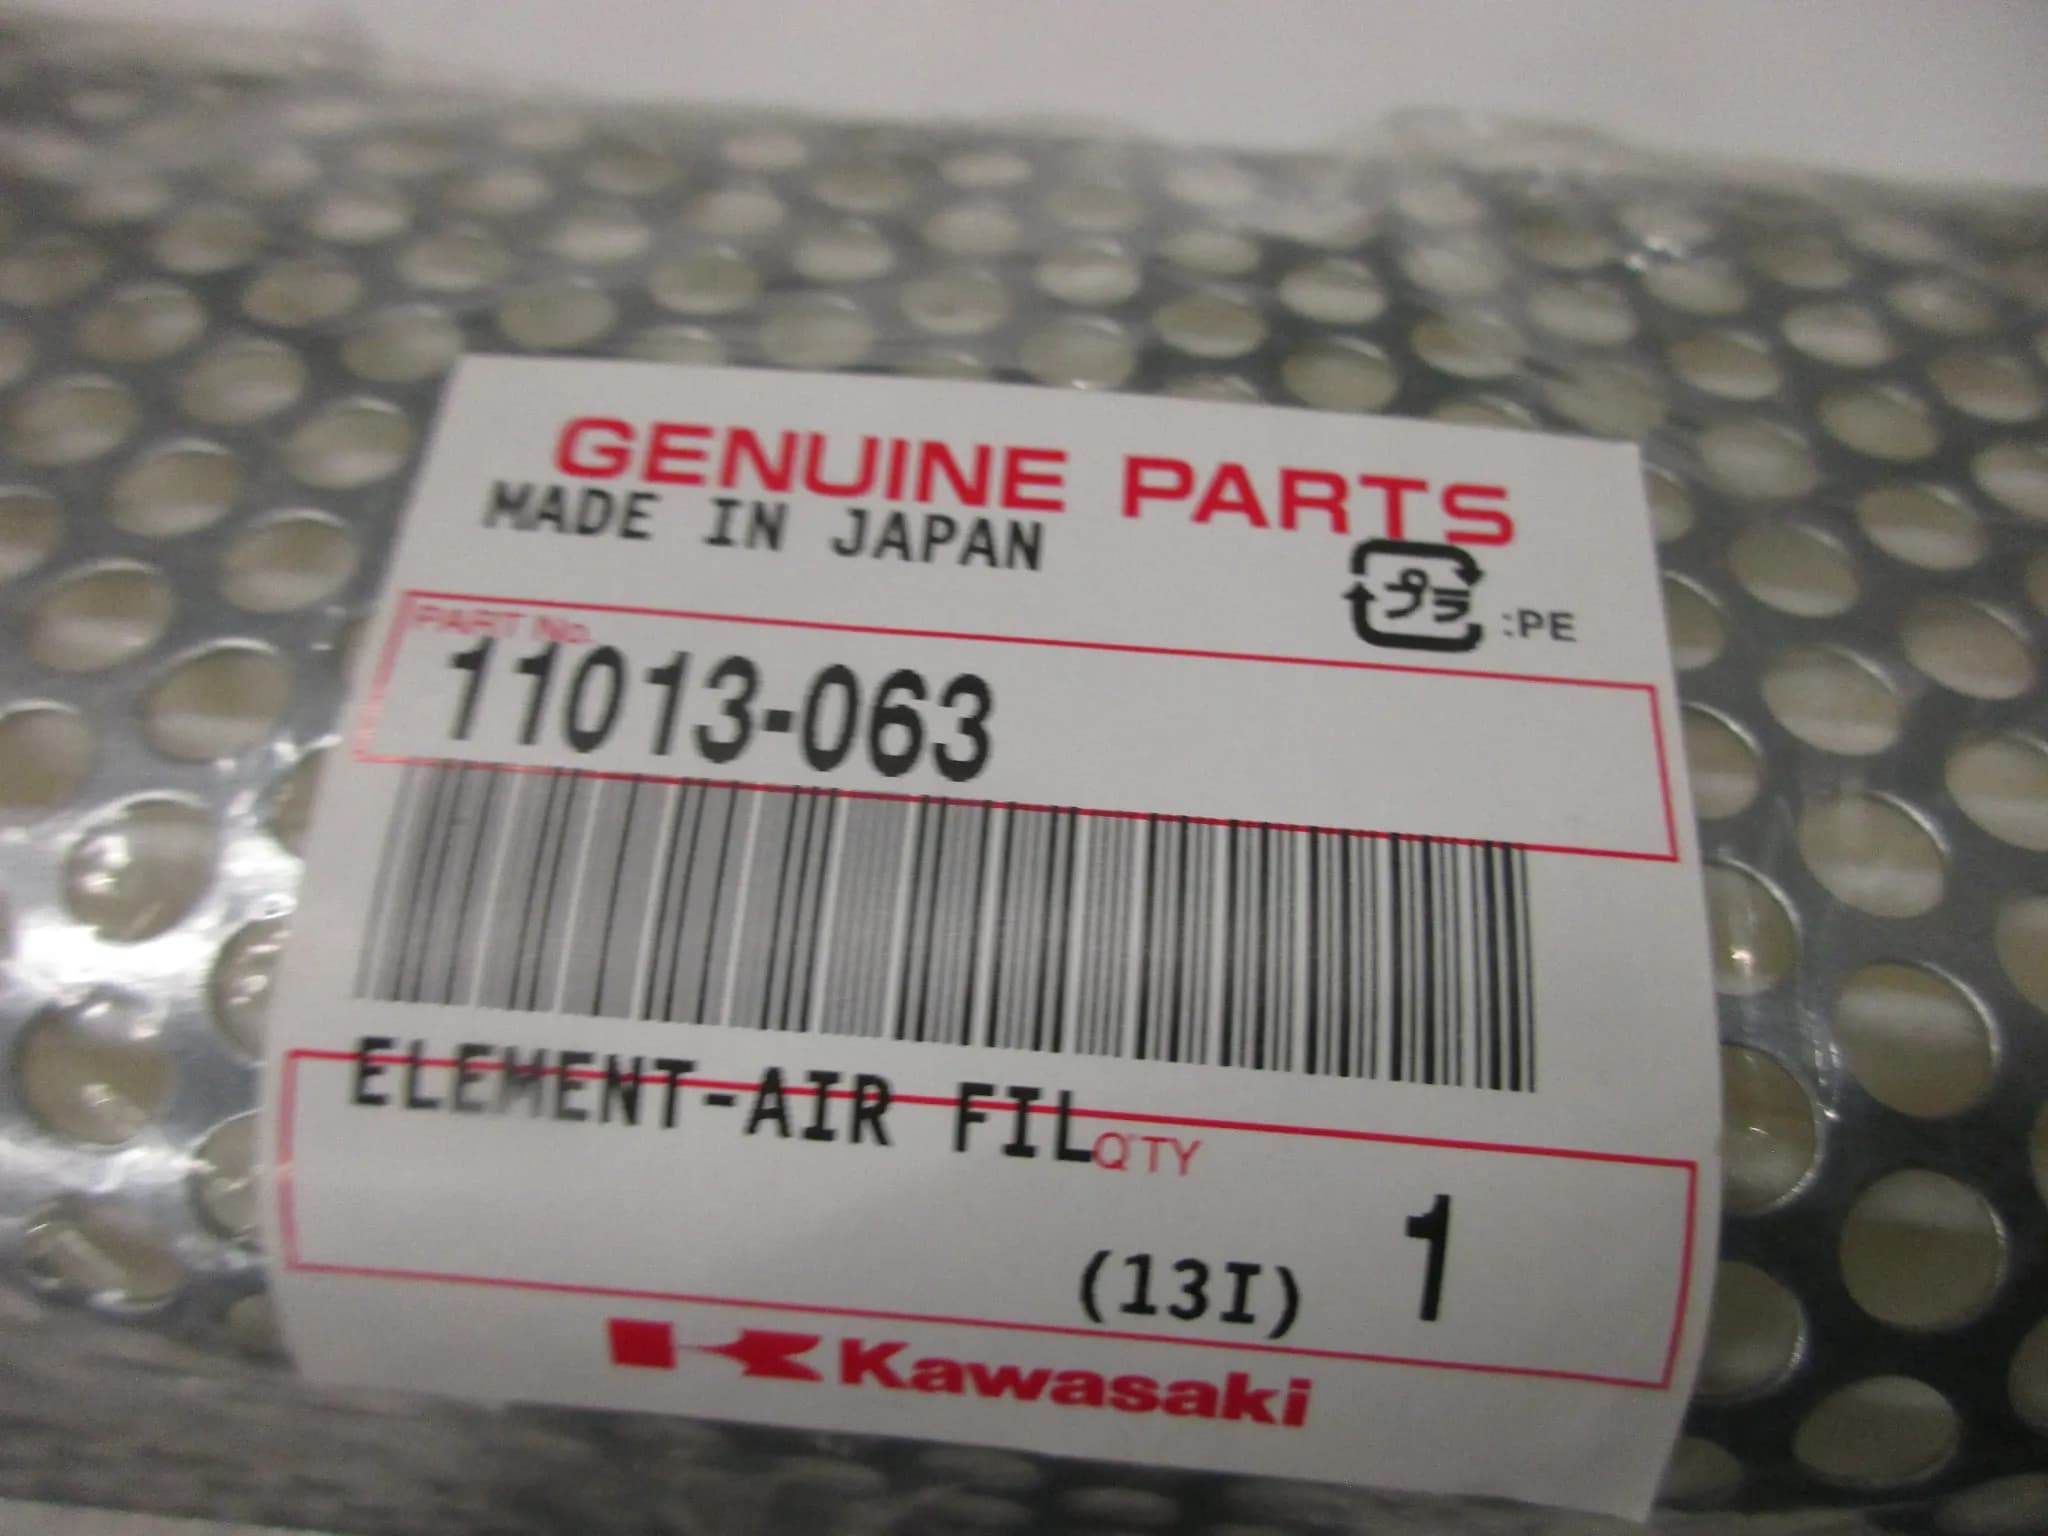 GENUINE PARTS
MADE IN JAPAN
プラ :PE
PART No.
11013-063
ELEMENT-AIR FIL
Q'TY
(13I) 1
Kawasaki